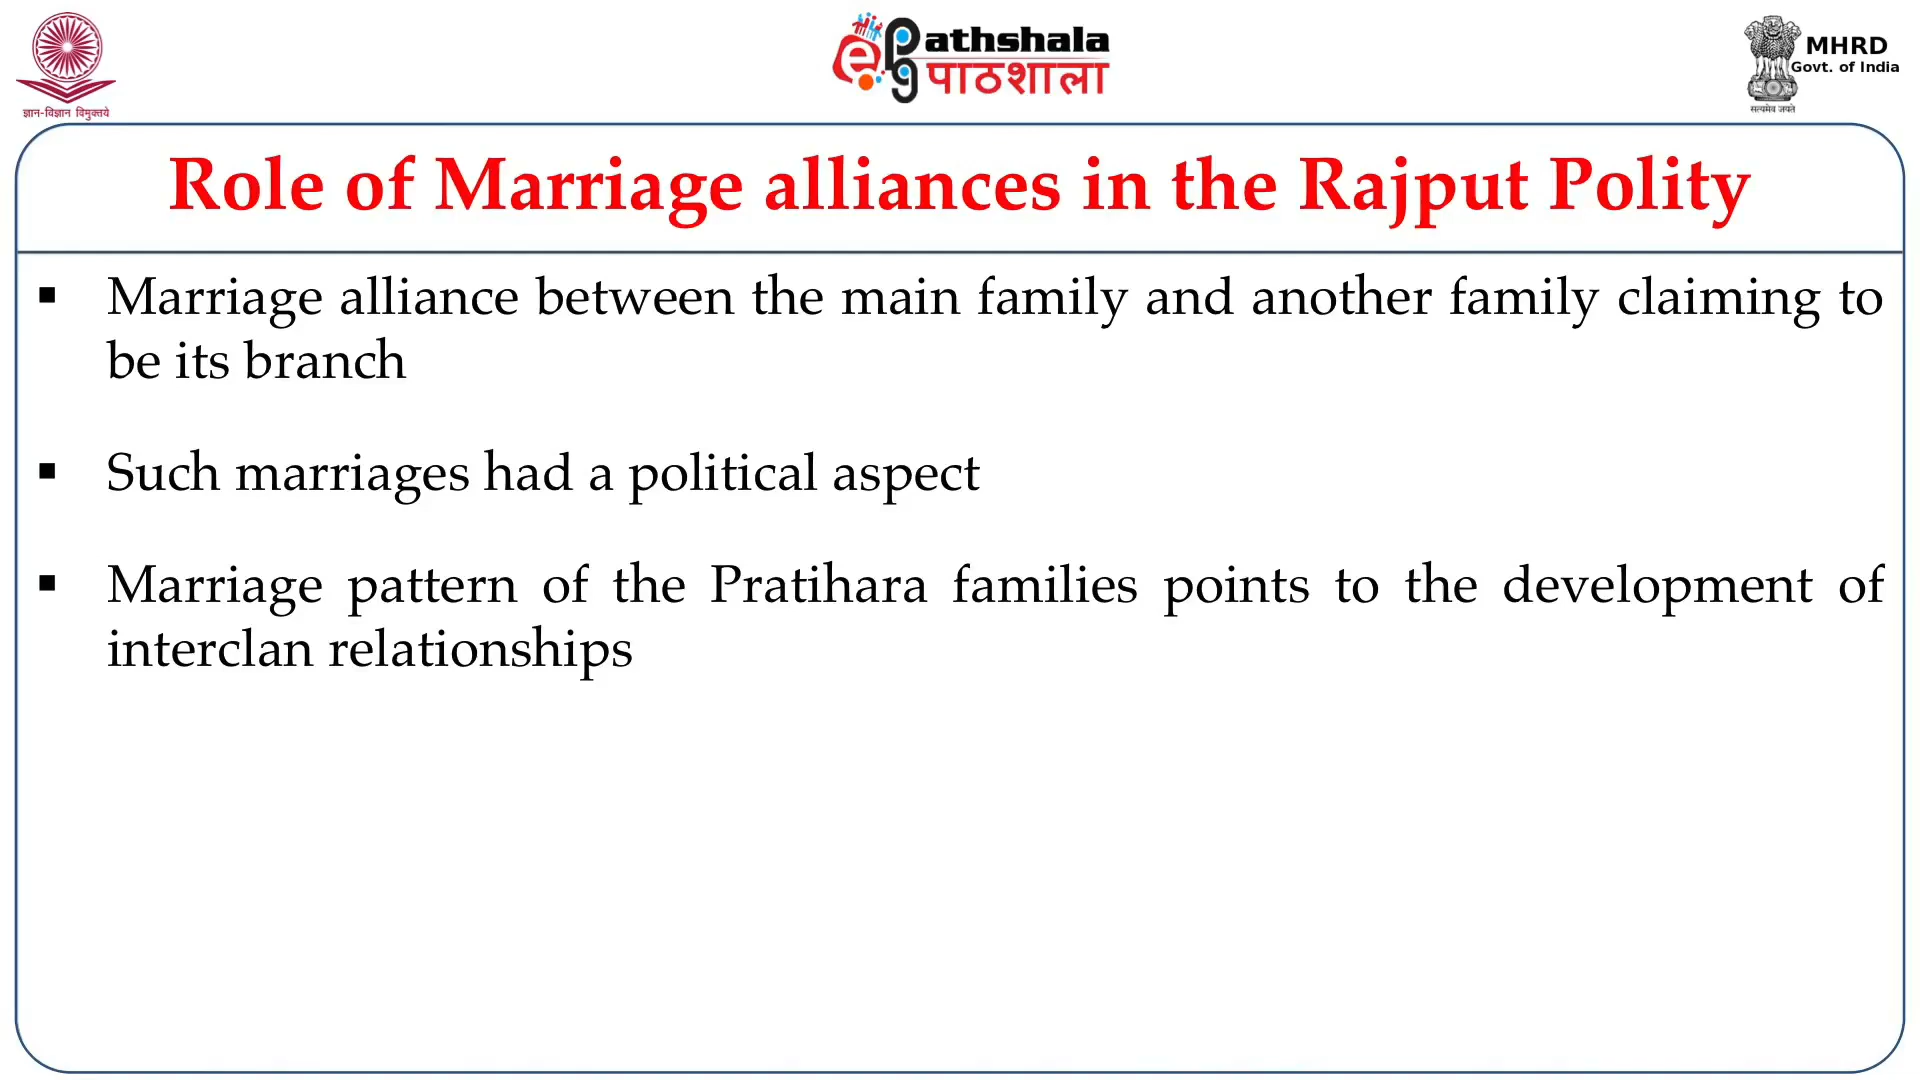 ज्ञान-विज्ञान विमुक्तये
ePathshala
पाठशाला
MHRD
Govt. of India
सत्यमेव जयते
Role of Marriage alliances in the Rajput Polity
▪ Marriage alliance between the main family and another family claiming to
be its branch
▪ Such marriages had a political aspect
▪ Marriage pattern of the Pratihara families points to the development of
interclan relationships